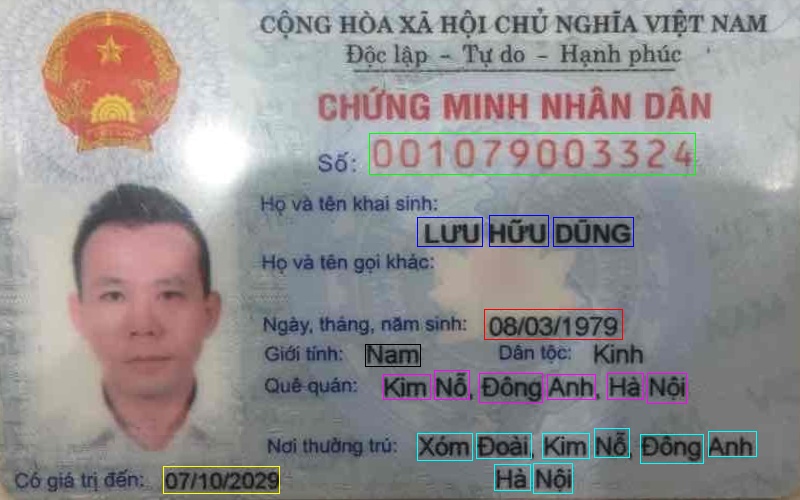 CỘNG HÒA XÃ HỘI CHỦ NGHĨA VIỆT NAM
Độc lập - Tự do - Hạnh phúc
CHỨNG MINH NHÂN DÂN
Số: 001079003324
Họ và tên khai sinh:
LƯU HỮU DŨNG
Họ và tên gọi khác:
Ngày, tháng, năm sinh: 08/03/1979
Giới tính: Nam Dân tộc: Kinh
Quê quán: Kim Nỗ, Đông Anh, Hà Nội
Nơi thường trú: Xóm Đoài, Kim Nỗ, Đông Anh
Hà Nội
Có giá trị đến: 07/10/2029